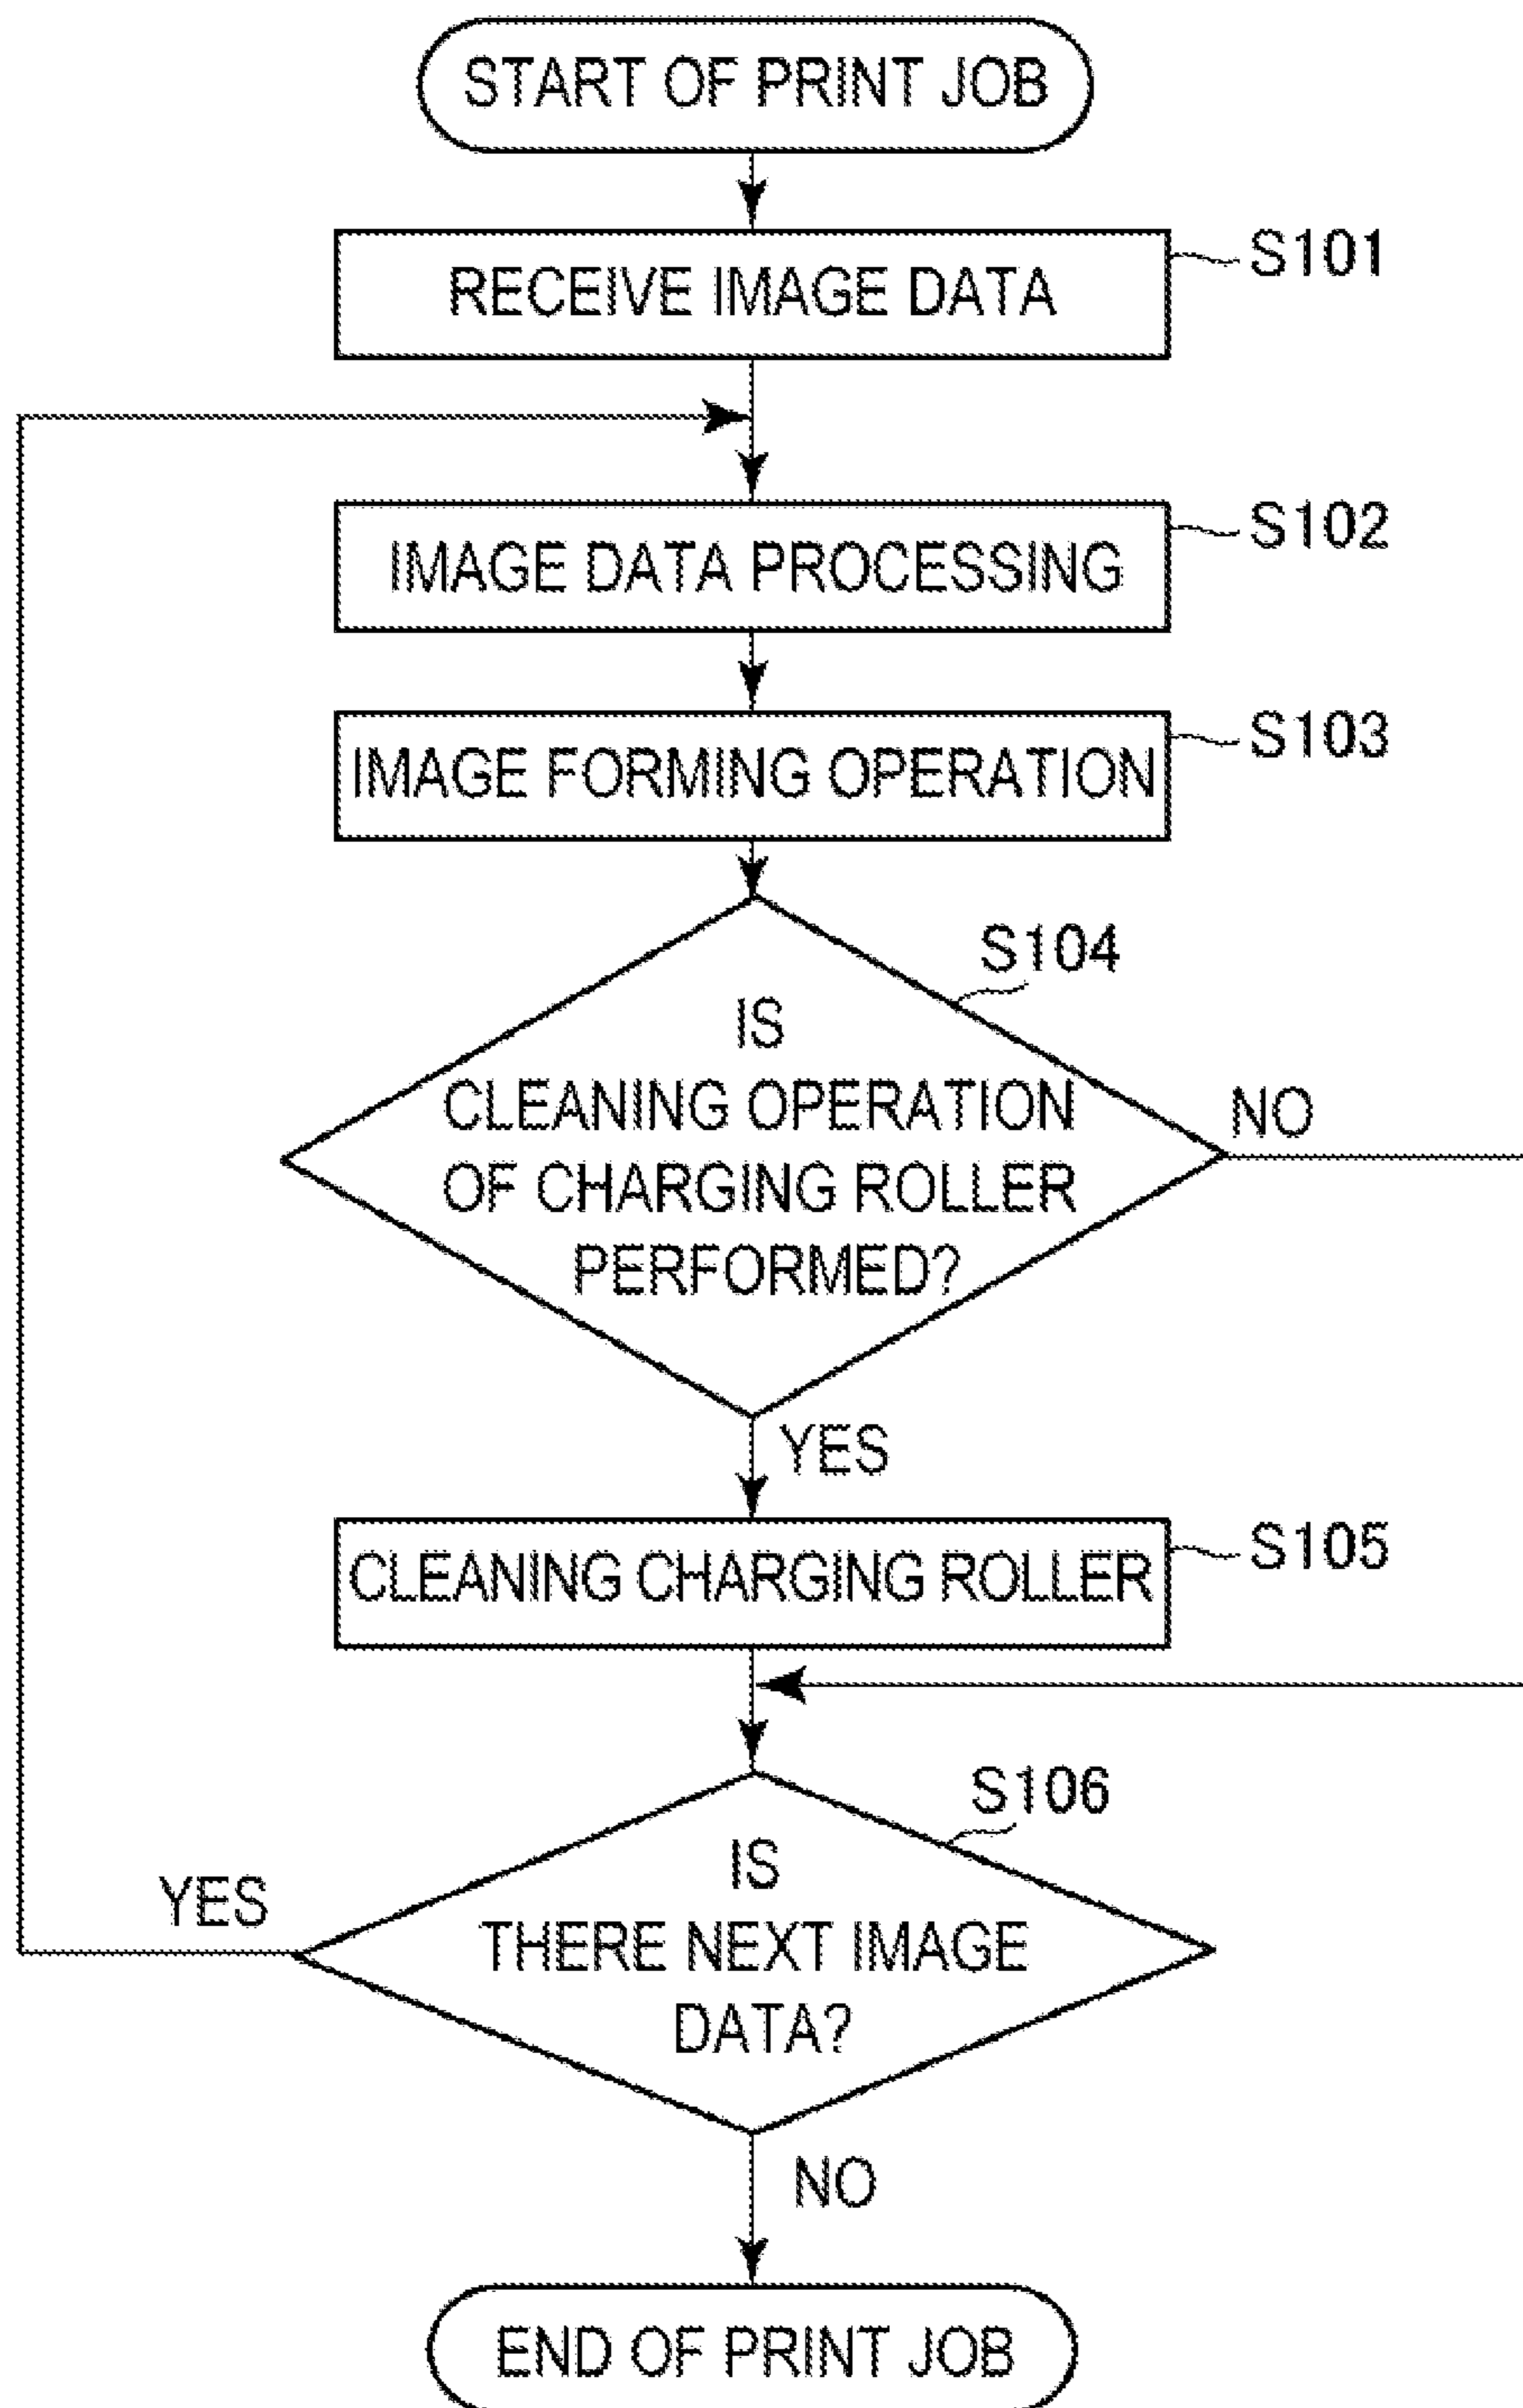 START OF PRINT JOB
RECEIVE IMAGE DATA
S101
IMAGE DATA PROCESSING
S102
IMAGE FORMING OPERATION
S103
S104
IS
CLEANING OPERATION
OF CHARGING ROLLER
PERFORMED?
NO
YES
CLEANING CHARGING ROLLER
S105
S106
IS
THERE NEXT IMAGE
DATA?
YES
NO
END OF PRINT JOB